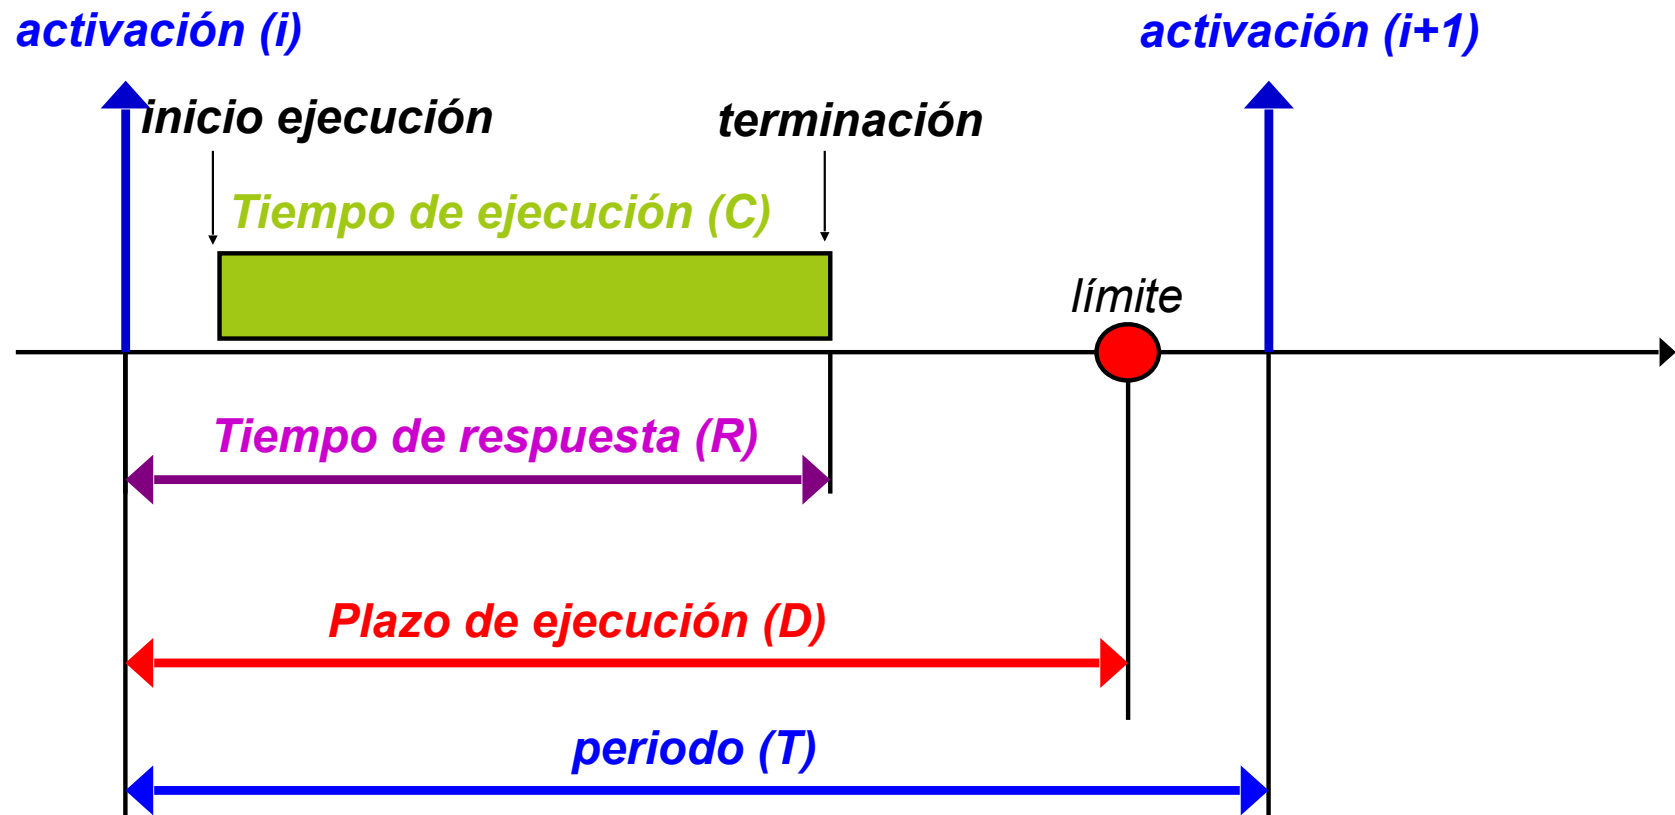 activación (i)
activación (i+1)
inicio ejecución
terminación
Tiempo de ejecución (C)
límite
Tiempo de respuesta (R)
Plazo de ejecución (D)
periodo (T)